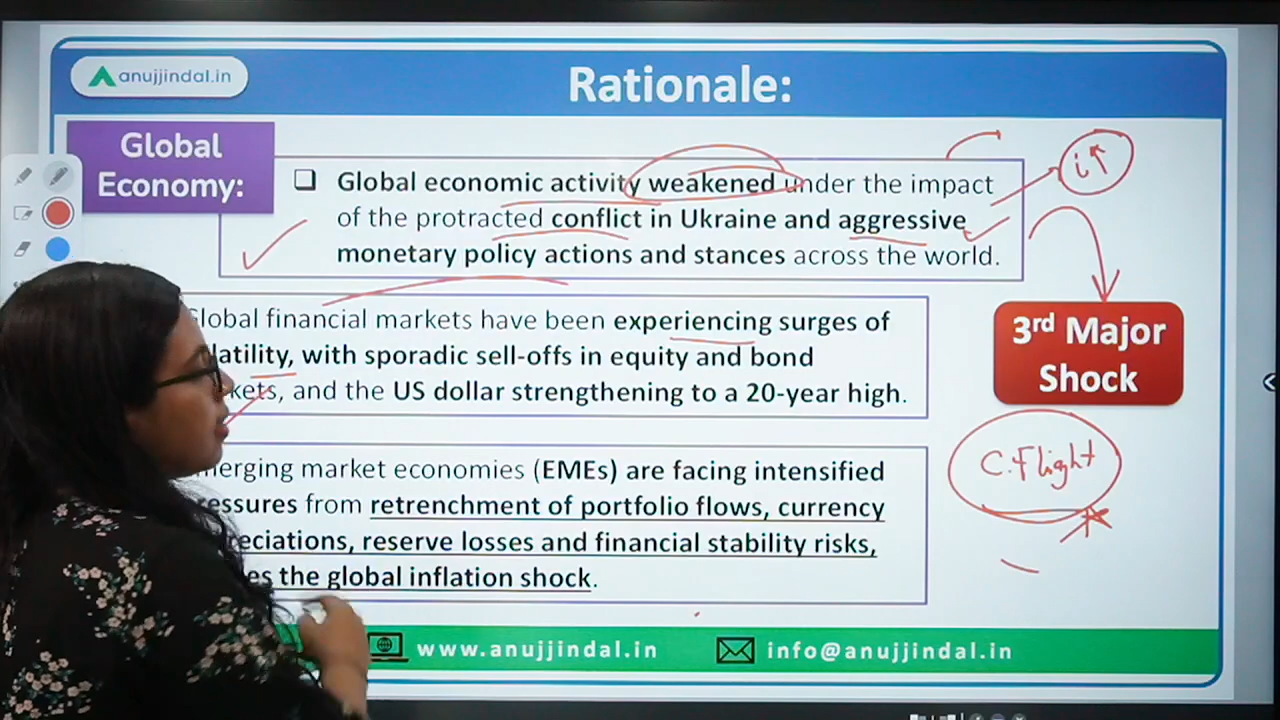 anujjindal.in
Rationale:
Global
Economy:
Global economic activity weakened under the impact
of the protracted conflict in Ukraine and aggressive
monetary policy actions and stances across the world.
i↑
Global financial markets have been experiencing surges of
latility, with sporadic sell-offs in equity and bond
kets, and the US dollar strengthening to a 20-year high.
3rd Major
Shock
C.Flight
merging market economies (EMEs) are facing intensified
essures from retrenchment of portfolio flows, currency
reciations, reserve losses and financial stability risks,
es the global inflation shock.
www.anujjindal.in
info@anujjindal.in